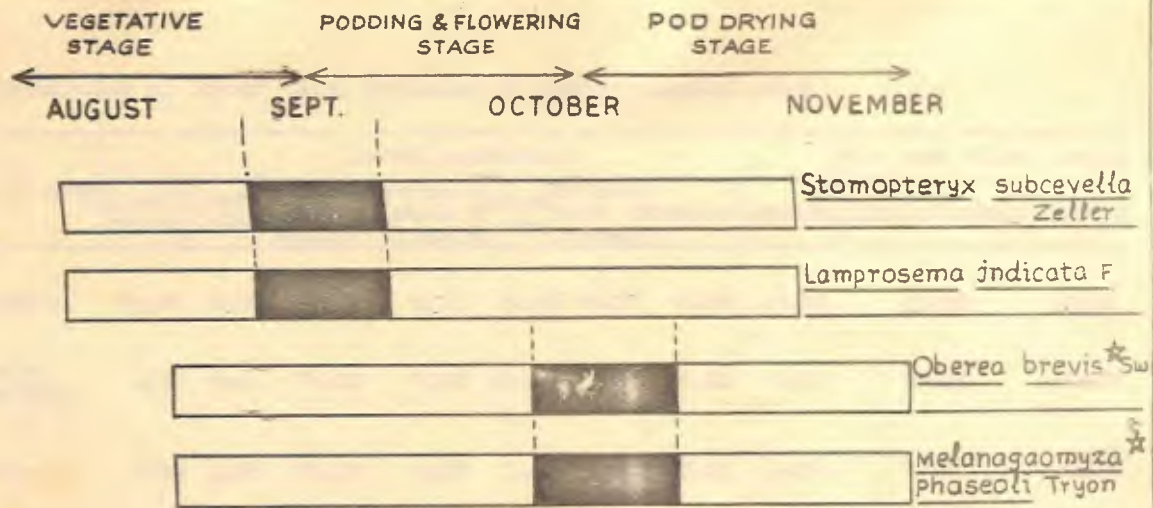 VEGETATIVE STAGE
PODDING & FLOWERING STAGE
POD DRYING STAGE
AUGUST SEPT. OCTOBER NOVEMBER
Stomopteryx subcevella
Zeller
Lamprosema indicata F
Oberea brevis☆Sw
Melanagaomyza☆
Phaseoli Tryon